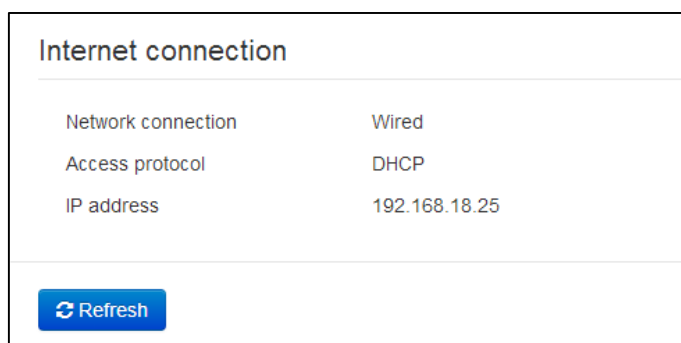 Internet connection
Network connection Wired
Access protocol DHCP
IP address 192.168.18.25
Refresh